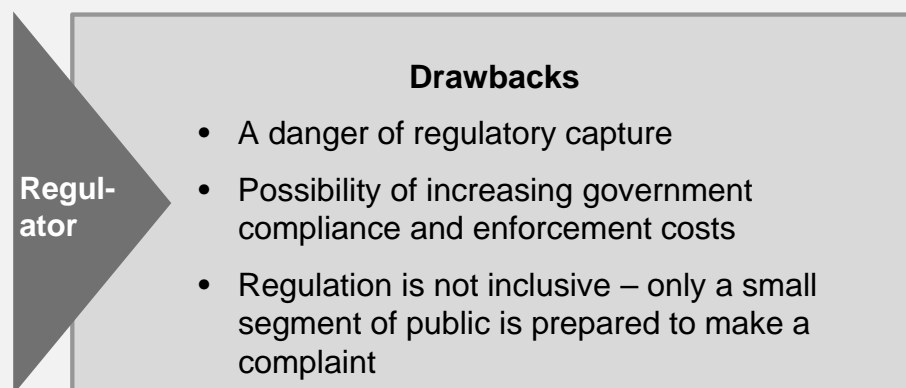 Drawbacks
• A danger of regulatory capture
Regul-
ator
• Possibility of increasing government
compliance and enforcement costs
• Regulation is not inclusive – only a small
segment of public is prepared to make a
complaint